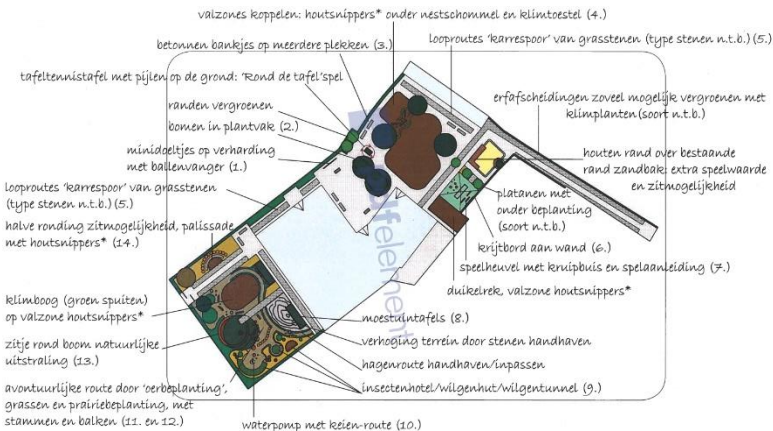 valzones koppelen: houtsnippers* onder nestschommel en klimtoestel (4.)
betonnen bankjes op meerdere plekken (3.)
looproutes 'karrespoor' van grasstenen (type stenen n.t.b.) (5.)
tafeltennistafel met pijlen op de grond: 'Rond de tafel'spel
randen vergroenen
bomen in plantvak (2.)
minidoeltjes op verharding
met ballenvanger (1.)
looproutes 'karrespoor' van grasstenen
(type stenen n.t.b.) (5.)
halve ronding zitmogelijkheid, palissade
met houtsnippers* (14.)
klimboog (groen spuiten)
op valzone houtsnippers*
zitje rond boom natuurlijke
uitstraling (13.)
avontuurlijke route door 'oerbeplanting',
grassen en prairiebeplanting, met
stammen en balken (11. en 12.)
waterpomp met keien-route (10.)
erfafscheidingen zoveel mogelijk vergroenen met
klimplanten (soort n.t.b.)
houten rand over bestaande
rand zandbak: extra speelwaarde
en zitmogelijkheid
platanen met
onder beplanting
(soort n.t.b.)
krijtbord aan wand (6.)
speelheuvel met kruipbuis en spelaanleiding (7.)
duikelrek, valzone houtsnippers*
moestuintafels (8.)
verhoging terrein door stenen handhaven
hagenroute handhaven/inpassen
insectenhotel/wilgenhut/wilgentunnel (9.)
dfelement